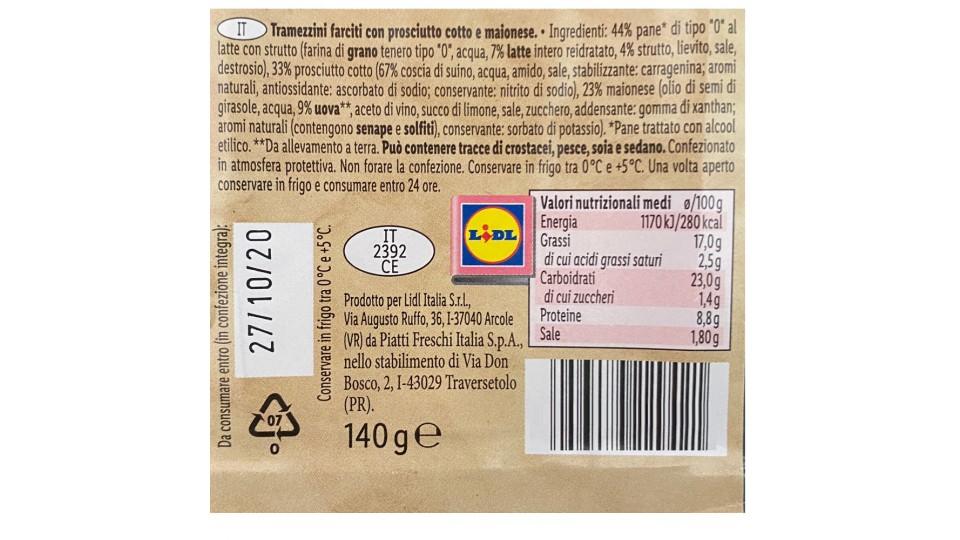 IT Tramezzini farciti con prosciutto cotto e maionese. • Ingredienti: 44% pane* di tipo "0" al
latte con strutto (farina di grano tenero tipo "0", acqua, 7% latte intero reidratato, 4% strutto, lievito, sale,
destrosio), 33% prosciutto cotto (67% coscia di suino, acqua, amido, sale, stabilizzante: carragenina; aromi
naturali, antiossidante: ascorbato di sodio; conservante: nitrito di sodio), 23% maionese (olio di semi di
girasole, acqua, 9% uova**, aceto di vino, succo di limone, sale, zucchero, addensante: gomma di xanthan;
aromi naturali (contengono senape e solfiti), conservante: sorbato di potassio). *Pane trattato con alcool
etilico. **Da allevamento a terra. Può contenere tracce di crostacei, pesce, soia e sedano. Confezionato
in atmosfera protettiva. Non forare la confezione. Conservare in frigo tra 0°C e +5°C. Una volta aperto
conservare in frigo e consumare entro 24 ore.
Da consumare entro (in confezione integra):
27/10/20
Conservare in frigo tra 0°C e +5°C.
07
O
IT
2392
CE
LIDL
Prodotto per Lidl Italia S.r.l.,
Via Augusto Ruffo, 36, I-37040 Arcole
(VR) da Piatti Freschi Italia S.p.A.,
nello stabilimento di Via Don
Bosco, 2, I-43029 Traversetolo
(PR).
140 g e
Valori nutrizionali medi ø/100g
Energia 1170 kJ/280 kcal
Grassi 17,0g
di cui acidi grassi saturi 2,5g
Carboidrati 23,0g
di cui zuccheri 1,4g
Proteine 8,8g
Sale 1,80g